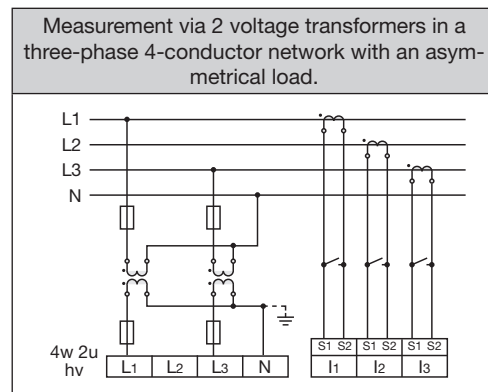 Measurement via 2 voltage transformers in a
three-phase 4-conductor network with an asym-
metrical load.
L1
L2
L3
N
S1 S2 S1 S2 S1 S2
4w 2u
hv
L1 L2 L3 N I1 I2 I3